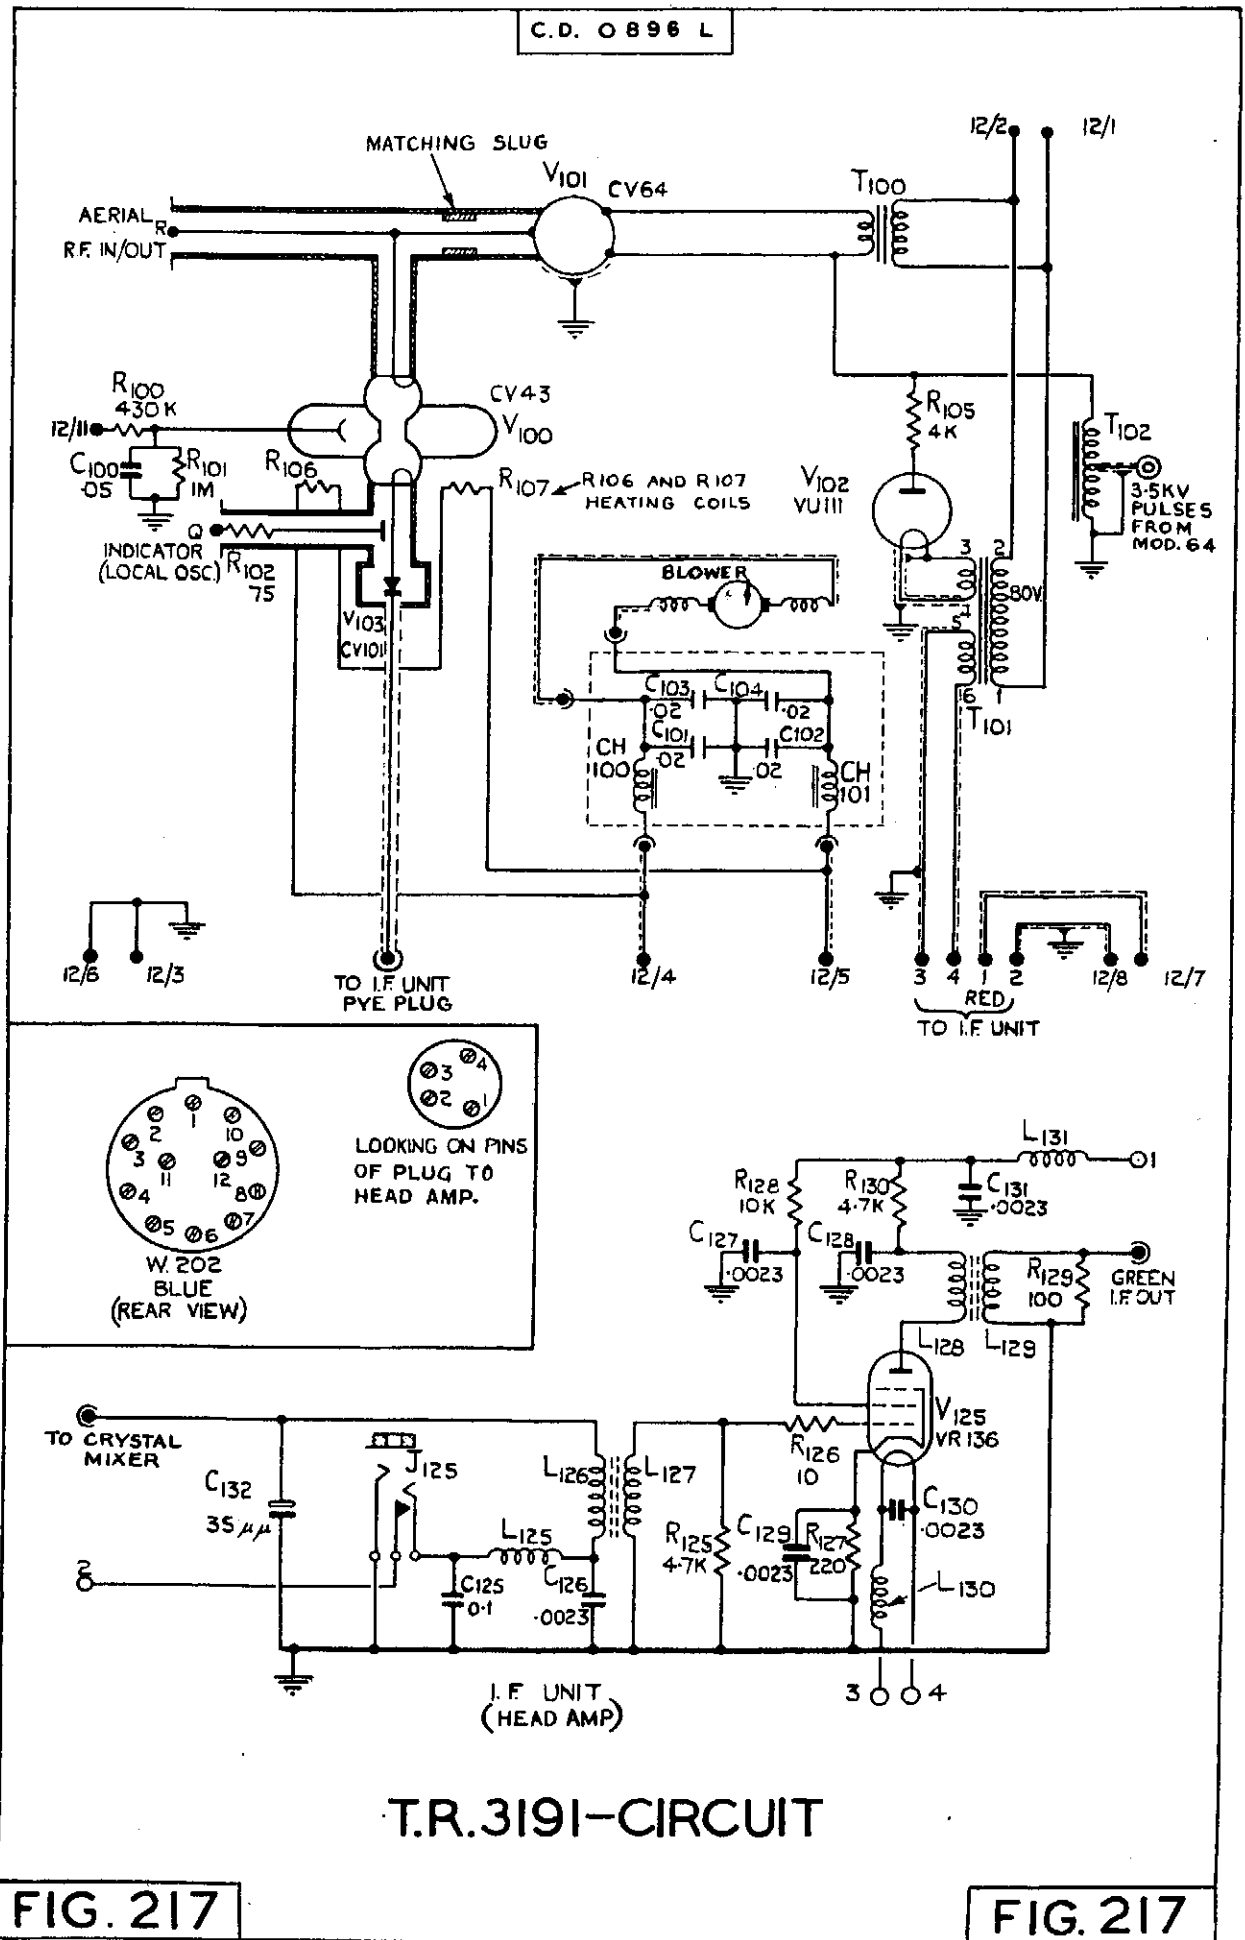 C.D. 0896 L
12/2
12/1
MATCHING SLUG
V101
CV64
T100
AERIAL
R
R.F. IN/OUT
R100
430K
CV43
V100
12/11
R105
4K
T102
C100
.05
R101
1M
R106
R107
R106 AND R107
HEATING COILS
V102
VU111
3.5KV
PULSES
FROM
MOD. 64
Q
INDICATOR
(LOCAL OSC.)
R102
75
BLOWER
3
2
80V.
4
5
V103
CV101
6
1
T101
C103
.02
C104
.02
C101
.02
C102
.02
CH
100
CH
101
12/6
12/3
TO I.F. UNIT
PYE PLUG
12/4
12/5
3
4
1
2
12/8
12/7
RED
TO I.F. UNIT
4
3
2
1
1
2
10
3
9
11
12
4
8
5
6
7
LOOKING ON PINS
OF PLUG TO
HEAD AMP.
W. 202
BLUE
(REAR VIEW)
L131
1
R128
10K
R130
4.7K
C131
.0023
C127
.0023
C128
.0023
R129
100
GREEN
I.F. OUT
L128
L129
V125
VR136
TO CRYSTAL
MIXER
J125
L126
L127
R126
10
C132
35 μμ
L125
R125
4.7K
C129
.0023
R127
220
C130
.0023
2
C125
0.1
C126
.0023
L130
3
4
I.F. UNIT
(HEAD AMP)
T.R.3191-CIRCUIT
FIG. 217
FIG. 217